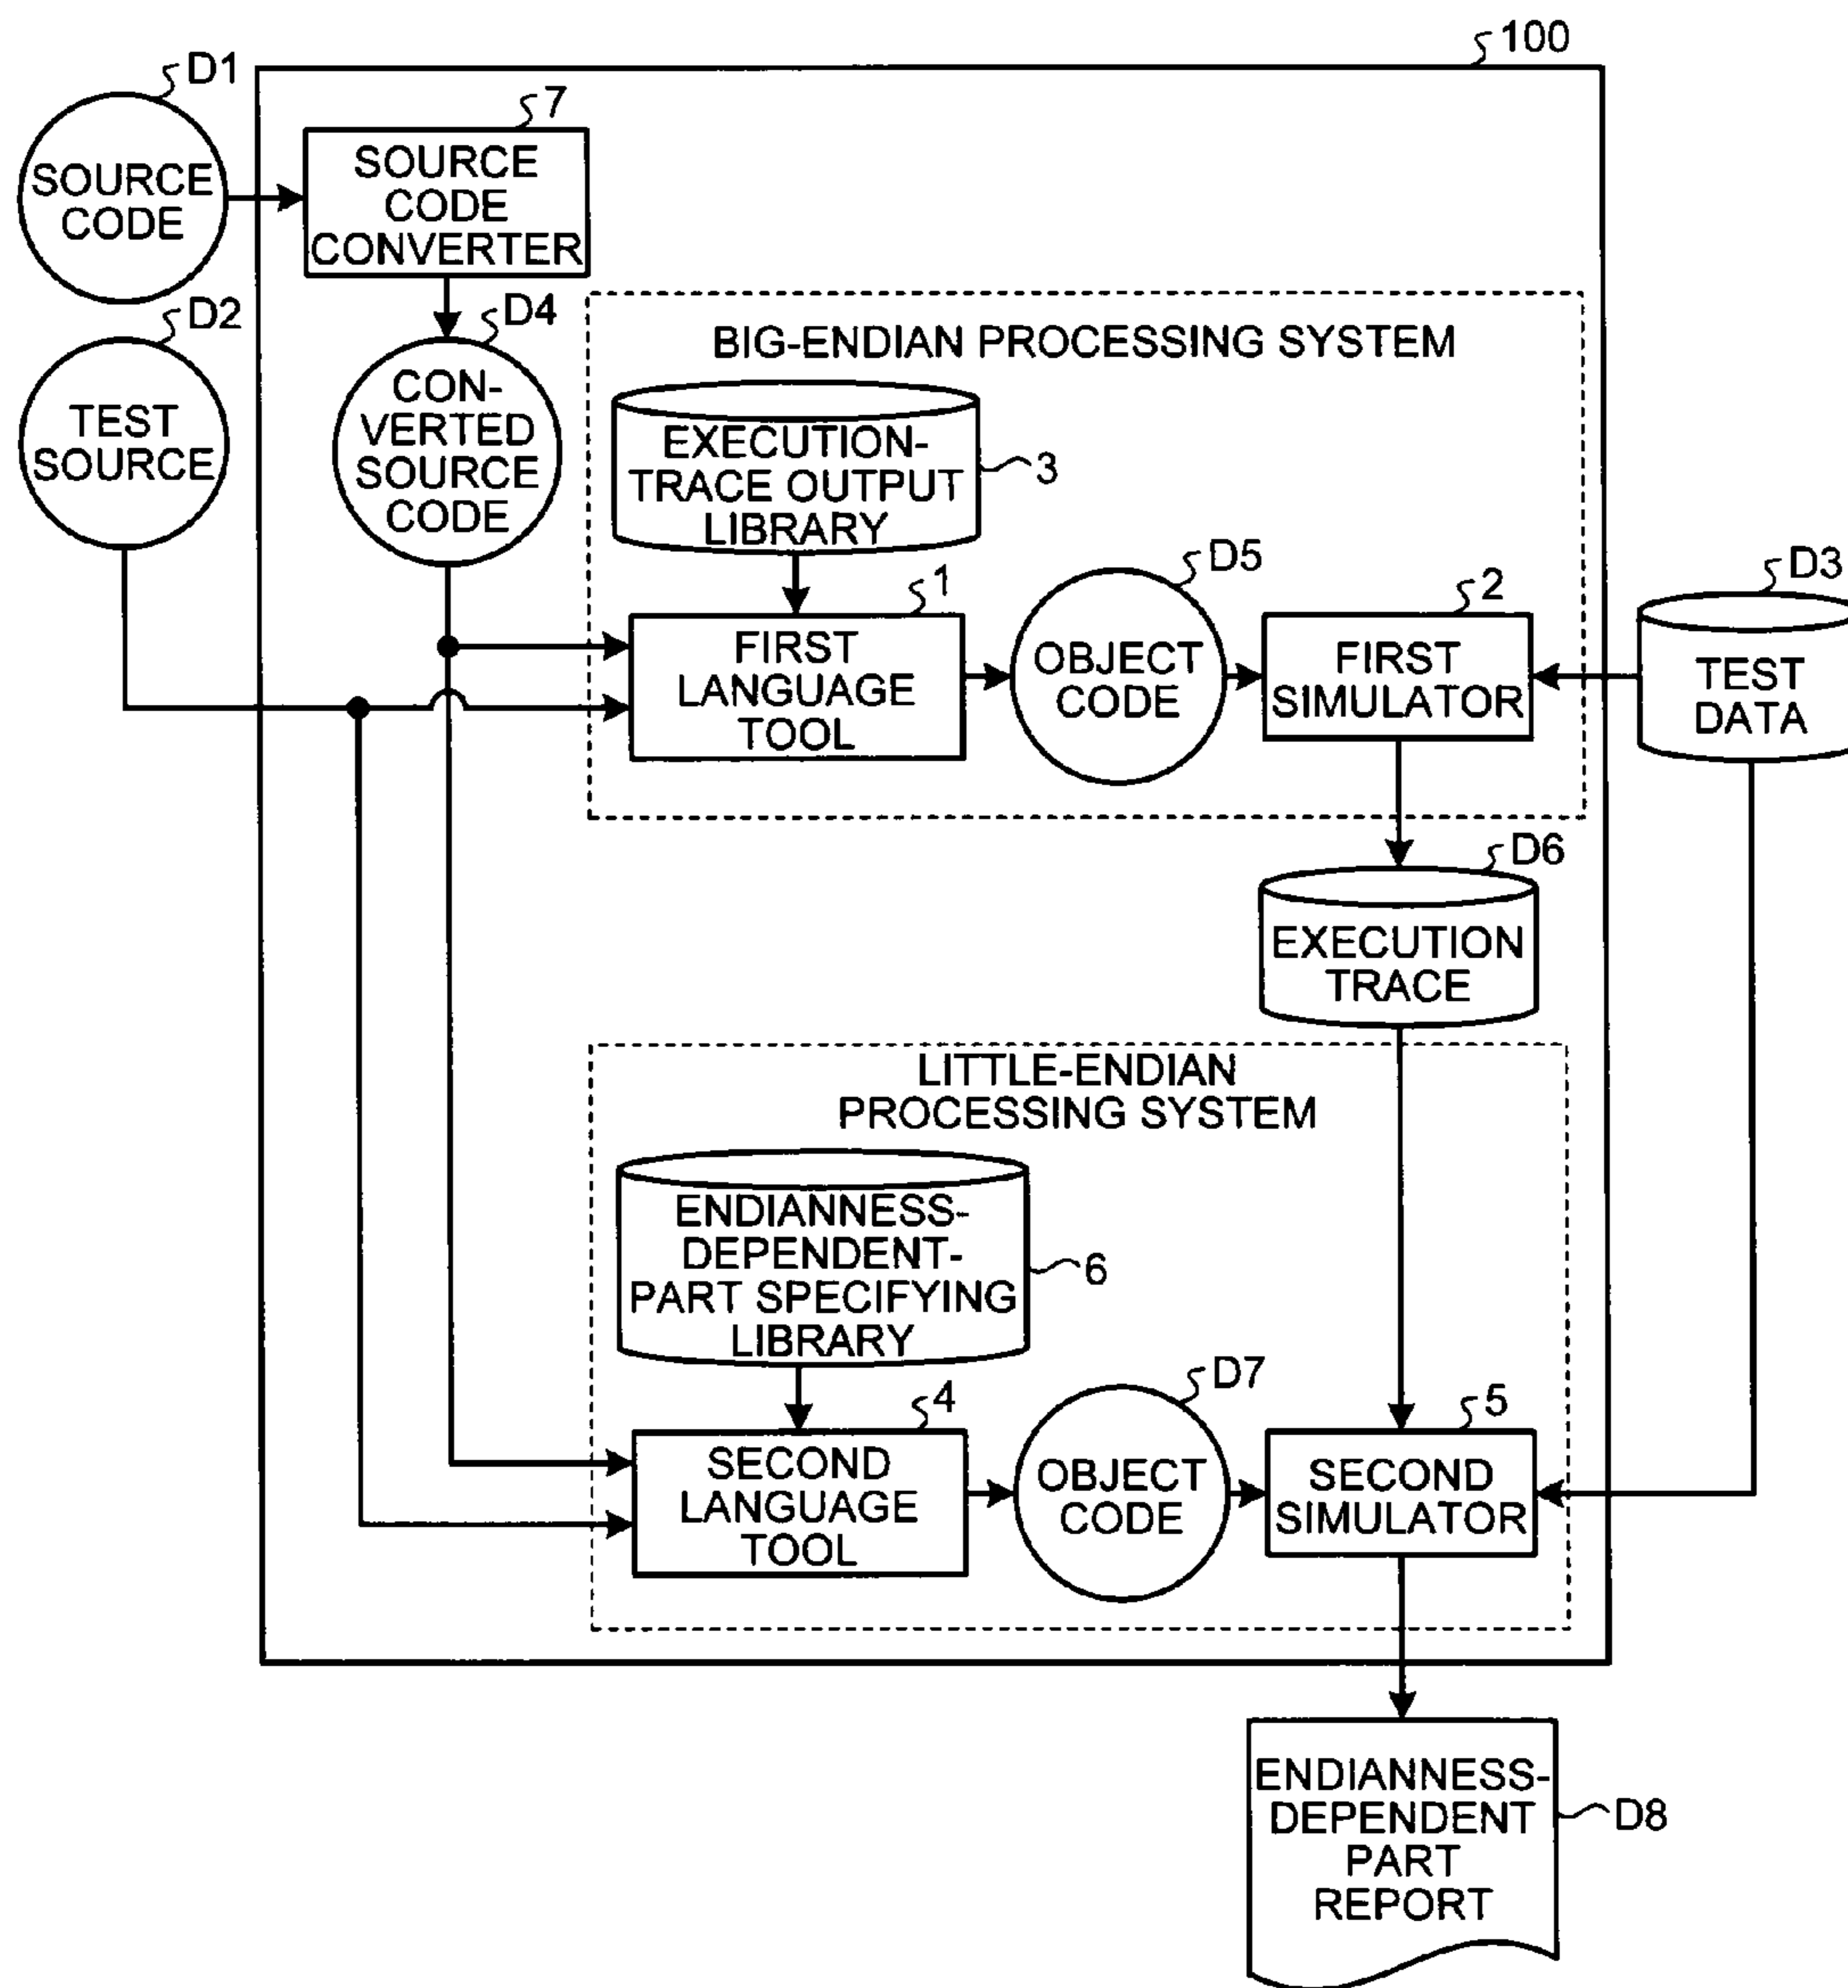 100
D1
SOURCE
CODE
7
SOURCE
CODE
CONVERTER
D2
TEST
SOURCE
D4
CON-
VERTED
SOURCE
CODE
BIG-ENDIAN PROCESSING SYSTEM
EXECUTION-
TRACE OUTPUT
LIBRARY
3
1
FIRST
LANGUAGE
TOOL
D5
OBJECT
CODE
2
FIRST
SIMULATOR
D3
TEST
DATA
D6
EXECUTION
TRACE
LITTLE-ENDIAN
PROCESSING SYSTEM
ENDIANNESS-
DEPENDENT-
PART SPECIFYING
LIBRARY
6
4
SECOND
LANGUAGE
TOOL
D7
OBJECT
CODE
5
SECOND
SIMULATOR
ENDIANNESS-
DEPENDENT
PART
REPORT
D8